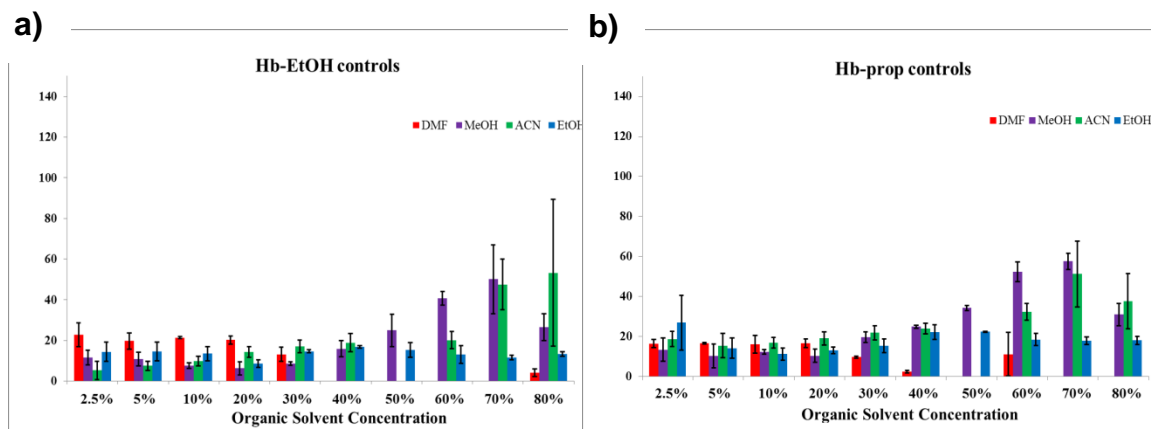 a)
Hb-EtOH controls
DMF MeOH ACN EtOH
140
120
100
80
60
40
20
0
2.5% 5% 10% 20% 30% 40% 50% 60% 70% 80%
Organic Solvent Concentration
b)
Hb-prop controls
DMF MeOH ACN EtOH
140
120
100
80
60
40
20
0
2.5% 5% 10% 20% 30% 40% 50% 60% 70% 80%
Organic Solvent Concentration